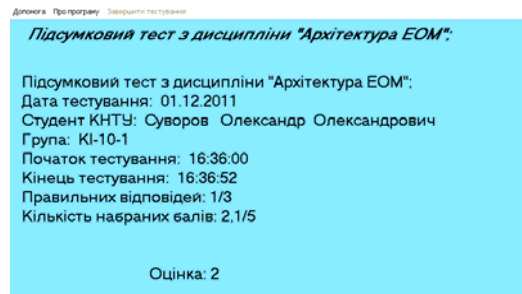 Допомога Про програму Завершити тестування
Підсумковий тест з дисципліни "Архітектура ЕОМ";
Підсумковий тест з дисципліни "Архітектура ЕОМ";
Дата тестування: 01.12.2011
Студент КНТУ: Суворов Олександр Олександрович
Група: КІ-10-1
Початок тестування: 16:36:00
Кінець тестування: 16:36:52
Правильних відповідей: 1/3
Кількість набраних балів: 2,1/5
Оцінка: 2